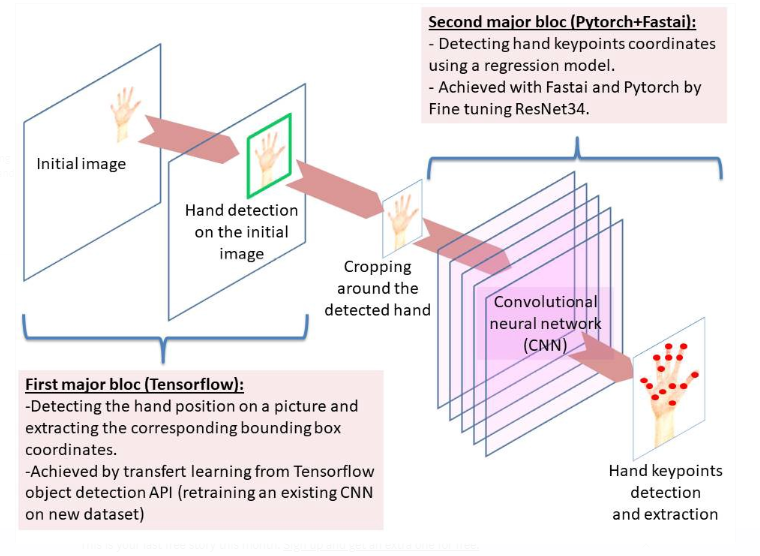 Second major bloc (Pytorch+Fastai):
- Detecting hand keypoints coordinates
using a regression model.
- Achieved with Fastai and Pytorch by
Fine tuning ResNet34.
Initial image
Hand detection
on the initial
image
Cropping
around the
detected hand
Convolutional
neural network
(CNN)
First major bloc (Tensorflow):
-Detecting the hand position on a picture and
extracting the corresponding bounding box
coordinates.
-Achieved by transfert learning from Tensorflow
object detection API (retraining an existing CNN
on new dataset)
Hand keypoints
detection
and extraction